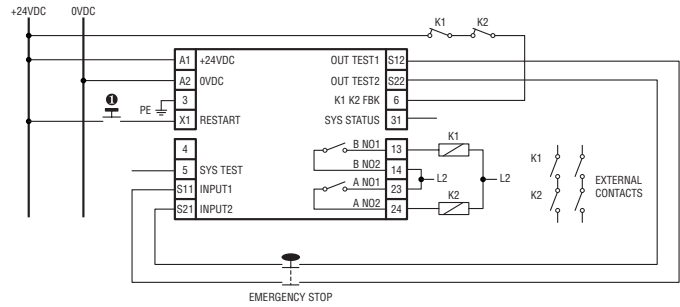 +24VDC 0VDC
K1 K2
A1 +24VDC OUT TEST1 S12
A2 0VDC OUT TEST2 S22
PE 3 K1 K2 FBK 6
1
X1 RESTART SYS STATUS 31
K1
4 B NO1 13
5 SYS TEST B NO2 14 L2 L2
S11 INPUT1 A NO1 23
S21 INPUT2 A NO2 24
K2
K1
K2
EXTERNAL
CONTACTS
EMERGENCY STOP